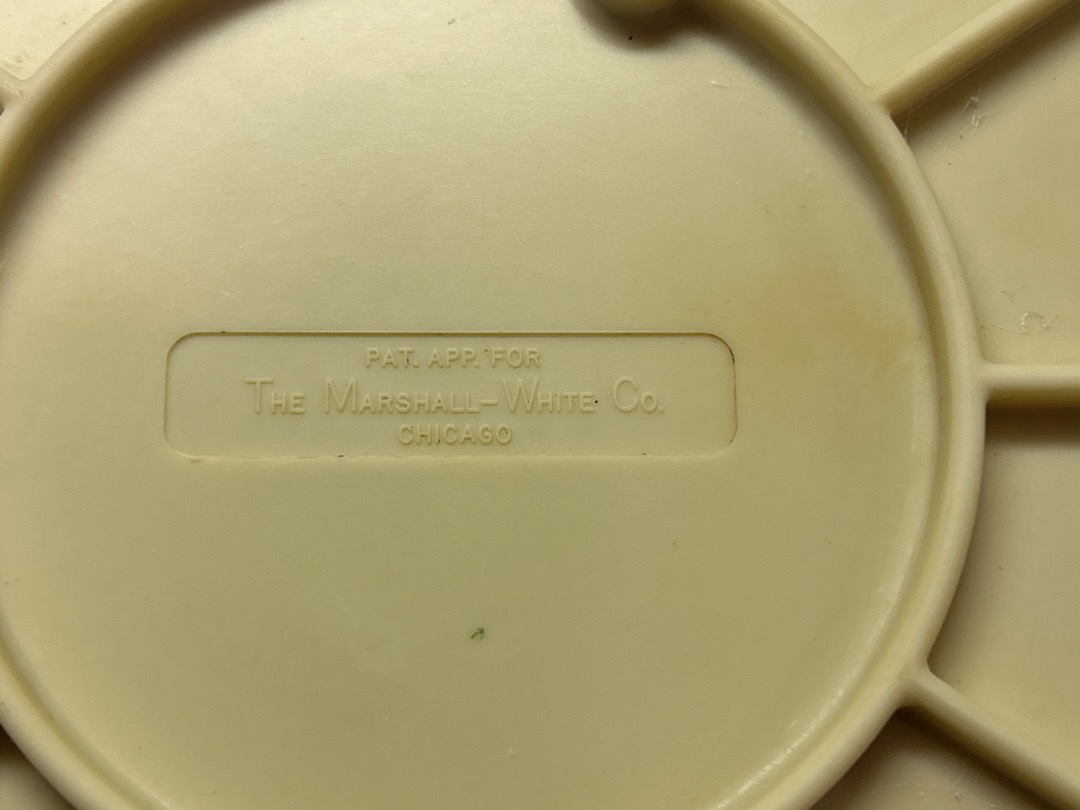 PAT. APP. FOR
THE MARSHALL-WHITE CO.
CHICAGO